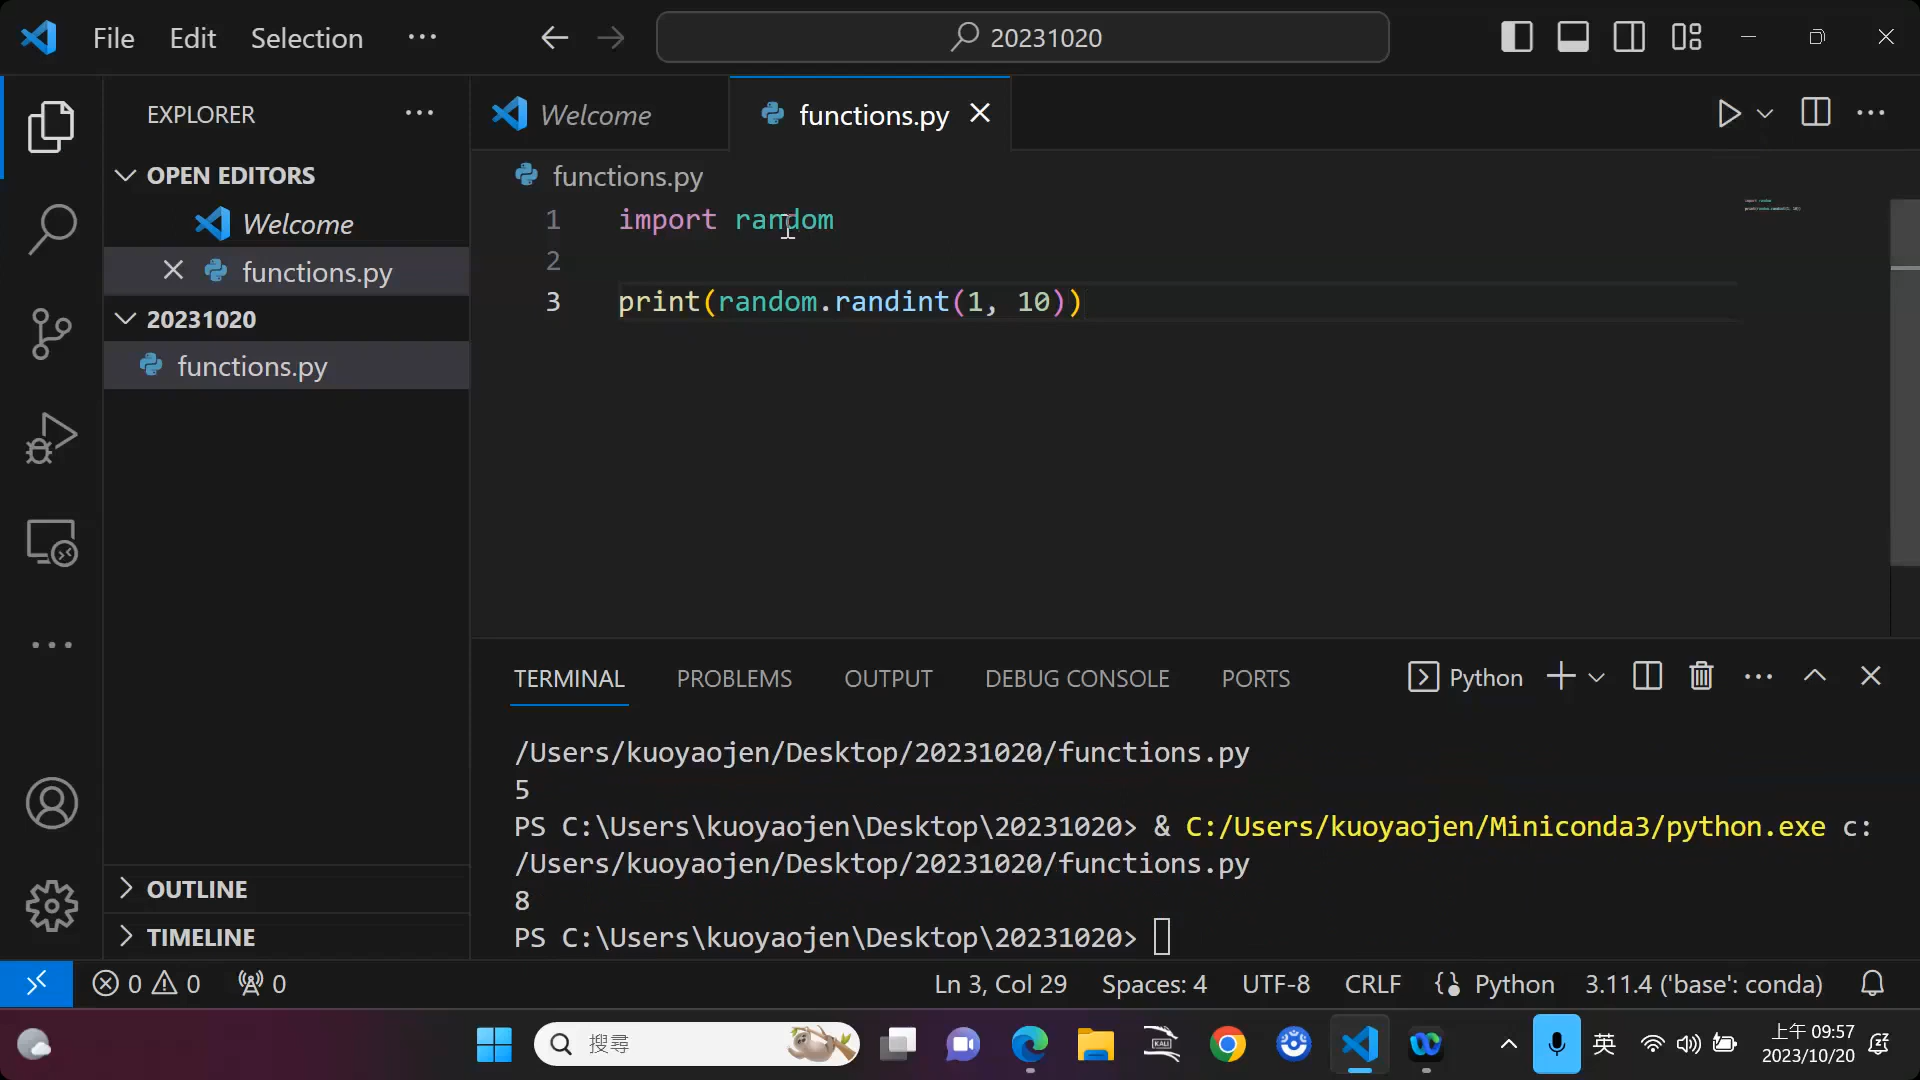 File Edit Selection ···
20231020
EXPLORER ···
OPEN EDITORS
Welcome
functions.py
20231020
functions.py
OUTLINE
TIMELINE
Welcome functions.py
functions.py
1 import random
2
3 print(random.randint(1, 10))
TERMINAL PROBLEMS OUTPUT DEBUG CONSOLE PORTS Python
/Users/kuoyaojen/Desktop/20231020/functions.py
5
PS C:\Users\kuoyaojen\Desktop\20231020> & C:/Users/kuoyaojen/Miniconda3/python.exe c:
/Users/kuoyaojen/Desktop/20231020/functions.py
8
PS C:\Users\kuoyaojen\Desktop\20231020>
0 0 0 Ln 3, Col 29 Spaces: 4 UTF-8 CRLF Python 3.11.4 ('base': conda)
搜尋 KALI 英 上午 09:57
2023/10/20